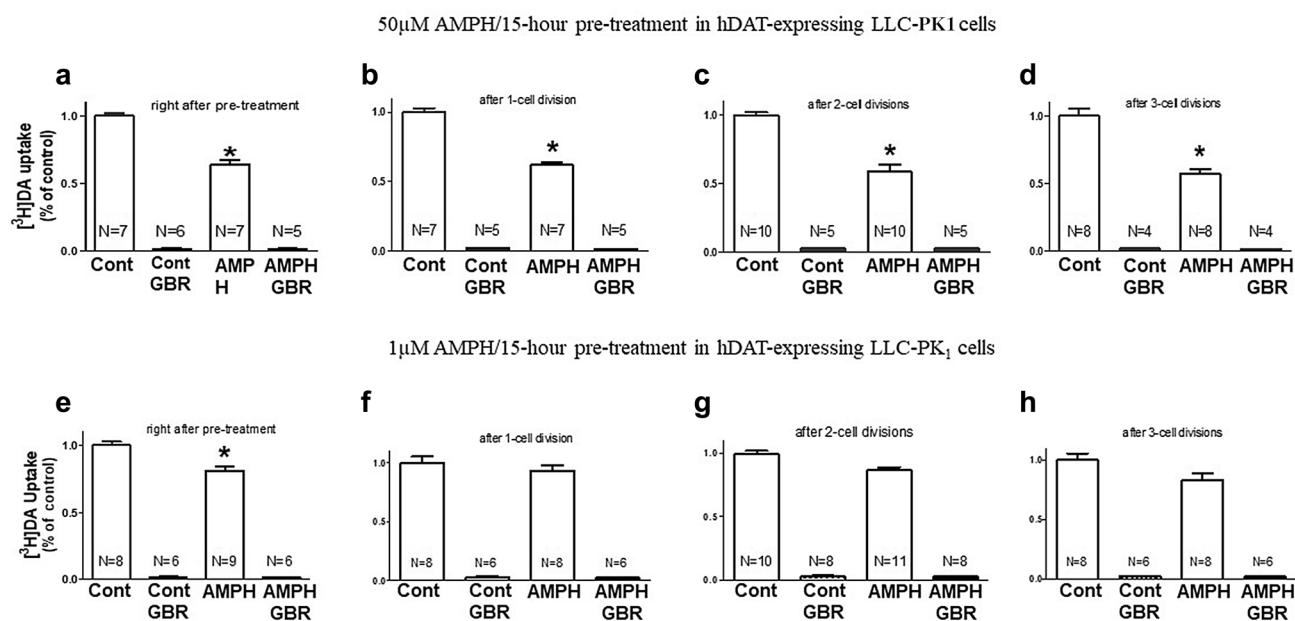 50µM AMPH/15-hour pre-treatment in hDAT-expressing LLC-PK1 cells
a
right after pre-treatment
[³H]DA uptake
(% of control)
1.0
0.5
0.0
*
N=7 N=6 N=7 N=5
Cont Cont AMP AMPH
GBR H GBR
b
after 1-cell division
1.0
0.5
0.0
*
N=7 N=5 N=7 N=5
Cont Cont AMPH AMPH
GBR GBR
c
after 2-cell divisions
1.0
0.5
0.0
*
N=10 N=5 N=10 N=5
Cont Cont AMPH AMPH
GBR GBR
d
after 3-cell divisions
1.0
0.5
0.0
*
N=8 N=4 N=8 N=4
Cont Cont AMPH AMPH
GBR GBR
1µM AMPH/15-hour pre-treatment in hDAT-expressing LLC-PK₁ cells
e
right after pre-treatment
[³H]DA Uptake
(% of control)
1.0
0.5
0.0
*
N=8 N=6 N=9 N=6
Cont Cont AMPH AMPH
GBR GBR
f
after 1-cell division
1.0
0.5
0.0
N=8 N=6 N=8 N=6
Cont Cont AMPH AMPH
GBR GBR
g
after 2-cell divisions
1.0
0.5
0.0
N=10 N=8 N=11 N=8
Cont Cont AMPH AMPH
GBR GBR
h
after 3-cell divisions
1.0
0.5
0.0
N=8 N=6 N=8 N=6
Cont Cont AMPH AMPH
GBR GBR